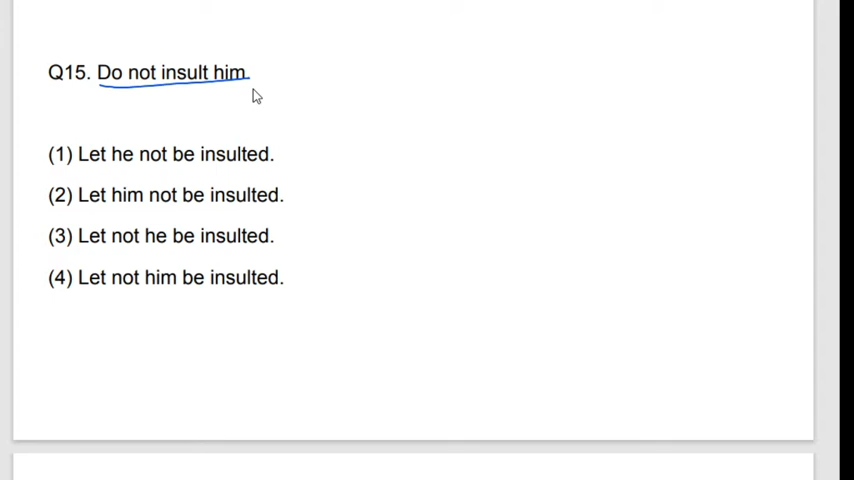 Q15. Do not insult him.
(1) Let he not be insulted.
(2) Let him not be insulted.
(3) Let not he be insulted.
(4) Let not him be insulted.